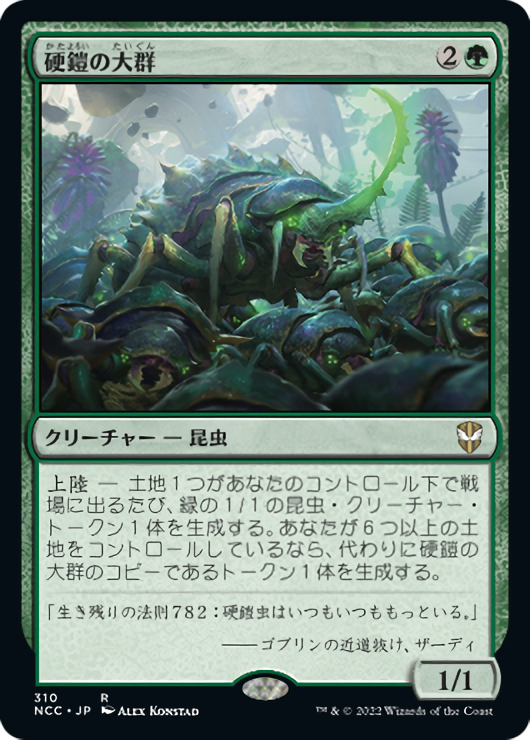 かたよろい たいぐん
硬鎧の大群 2
クリーチャー — 昆虫
上陸 — 土地１つがあなたのコントロール下で戦
場に出るたび、緑の１/１の昆虫・クリーチャー・
トークン１体を生成する。あなたが６つ以上の土
地をコントロールしているなら、代わりに硬鎧の
大群のコピーであるトークン１体を生成する。
「生き残りの法則７８２：硬鎧虫はいつもいつももっといる。」
——ゴブリンの近道抜け、ザーディ
1/1
310 R
NCC • JP Alex Konstad
™ & © 2022 Wizards of the Coast